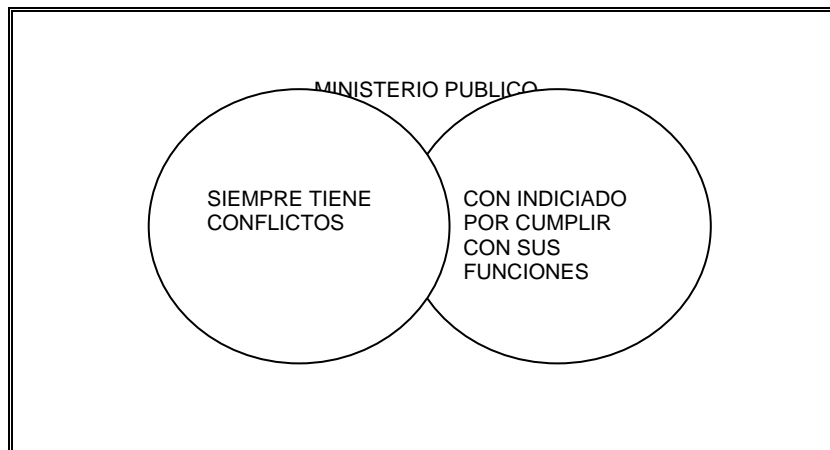 MINISTERIO PUBLICO
SIEMPRE TIENE
CONFLICTOS
CON INDICIADO
POR CUMPLIR
CON SUS
FUNCIONES